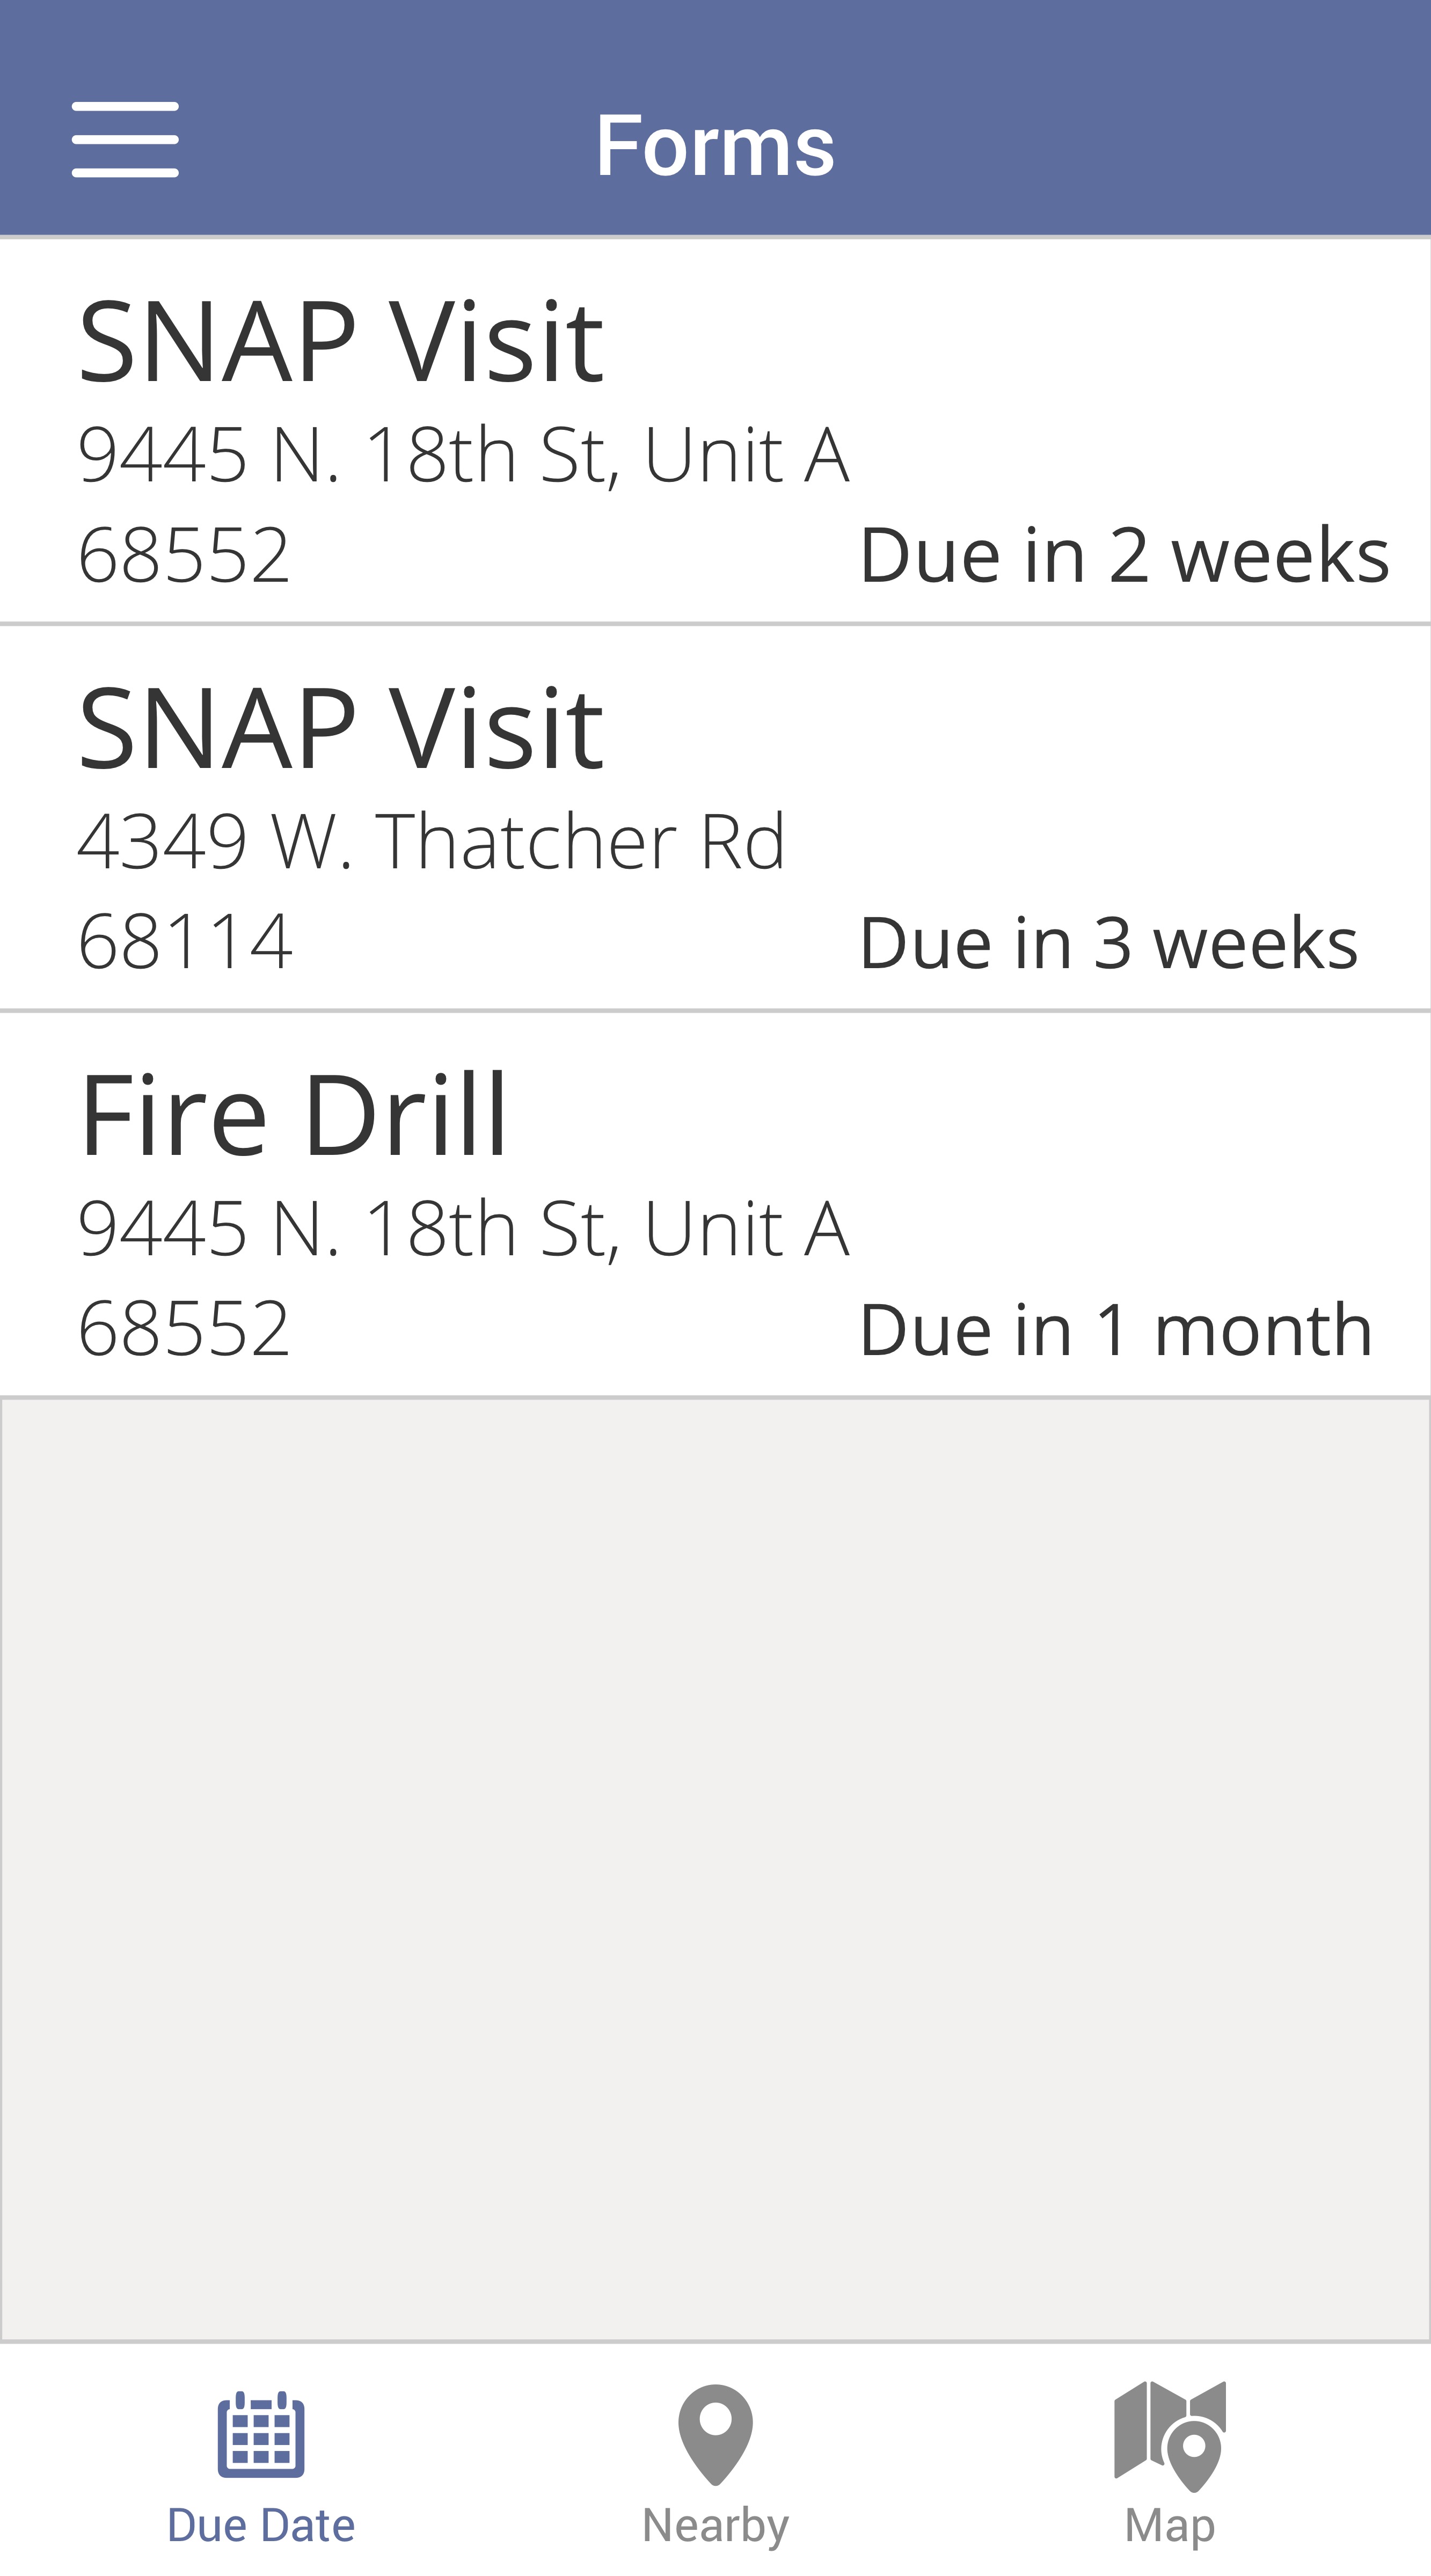 Forms
SNAP Visit
9445 N. 18th St, Unit A
68552
Due in 2 weeks
SNAP Visit
4349 W. Thatcher Rd
68114
Due in 3 weeks
Fire Drill
9445 N. 18th St, Unit A
68552
Due in 1 month
Due Date
Nearby
Map